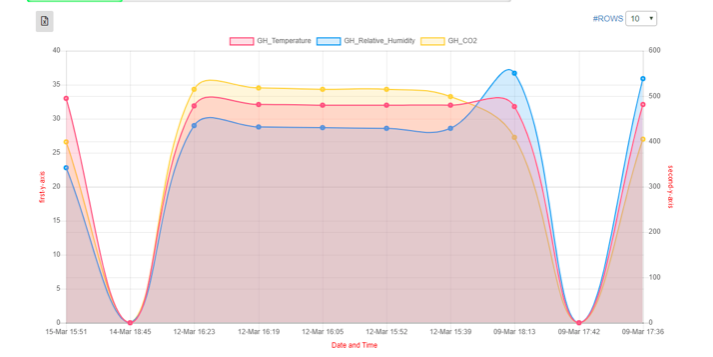 #ROWS 10
GH_Temperature GH_Relative_Humidity GH_CO2
40 600
35
500
30
25 400
first-y-axis second-y-axis
20 300
15
200
10
100
5
0 0
15-Mar 15:51 14-Mar 18:45 12-Mar 16:23 12-Mar 16:19 12-Mar 16:05 12-Mar 15:52 12-Mar 15:39 09-Mar 18:13 09-Mar 17:42 09-Mar 17:36
Date and Time